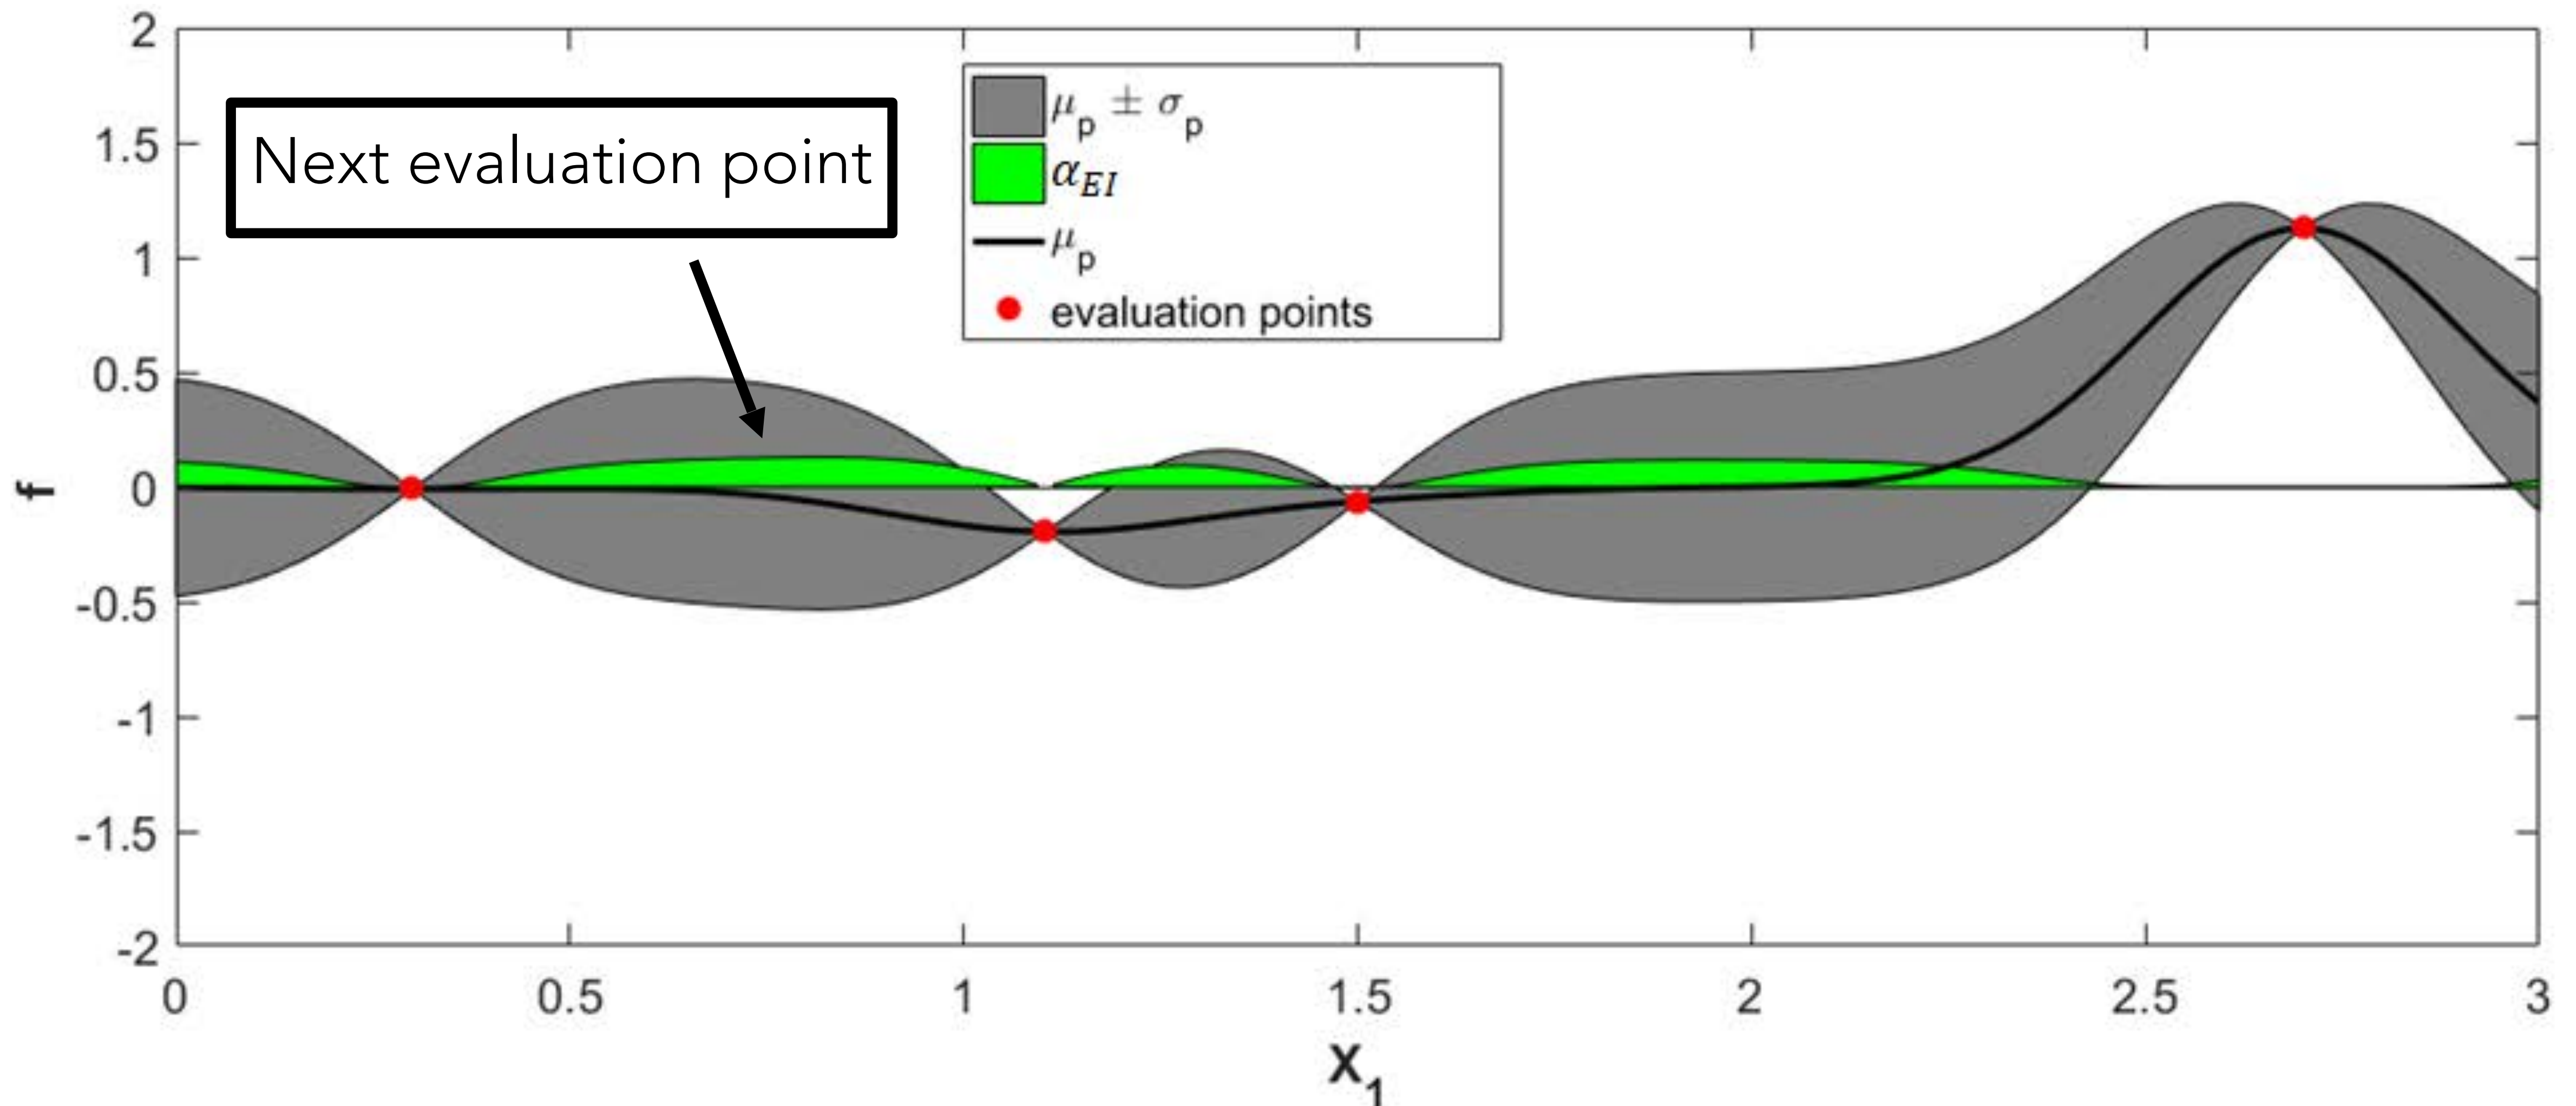 2
1.5
1
0.5
0
-0.5
-1
-1.5
-2
f
Next evaluation point
μp ± σp
αEI
μp
evaluation points
0 0.5 1 1.5 2 2.5 3
X1